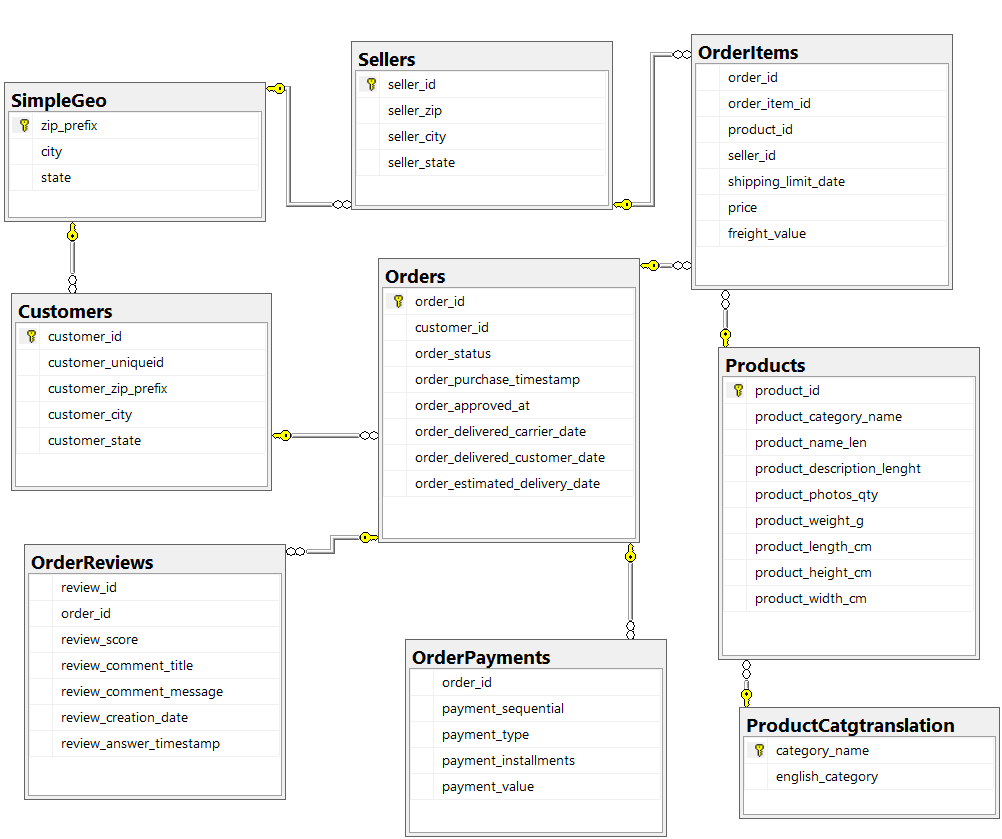 SimpleGeo
zip_prefix
city
state
Sellers
seller_id
seller_zip
seller_city
seller_state
OrderItems
order_id
order_item_id
product_id
seller_id
shipping_limit_date
price
freight_value
Customers
customer_id
customer_uniqueid
customer_zip_prefix
customer_city
customer_state
Orders
order_id
customer_id
order_status
order_purchase_timestamp
order_approved_at
order_delivered_carrier_date
order_delivered_customer_date
order_estimated_delivery_date
Products
product_id
product_category_name
product_name_len
product_description_lenght
product_photos_qty
product_weight_g
product_length_cm
product_height_cm
product_width_cm
OrderReviews
review_id
order_id
review_score
review_comment_title
review_comment_message
review_creation_date
review_answer_timestamp
OrderPayments
order_id
payment_sequential
payment_type
payment_installments
payment_value
ProductCatgtranslation
category_name
english_category